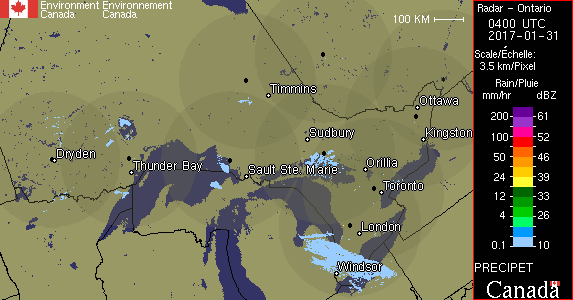 Environment Environnement
Canada Canada
100 KM
Timmins
Ottawa
Sudbury
Kingston
Dryden
Thunder Bay
Sault Ste. Marie
Orillia
Toronto
London
Windsor
Radar - Ontario
0400 UTC
2017-01-31
Scale/Échelle:
3.5 km/Pixel
Rain/Pluie
mm/hr dBZ
200 61
100 52
50 46
24 39
12 33
4 26
0.1 10
PRECIPET
Canada